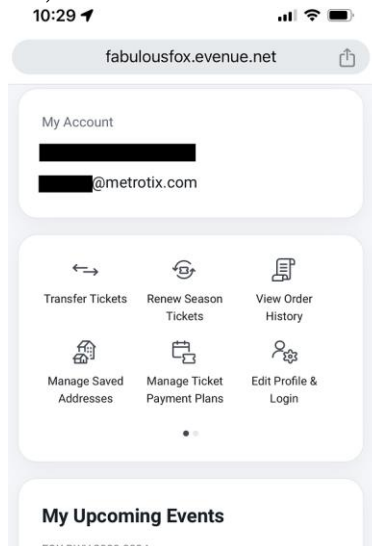 10:29
fabulousfox.evenue.net
My Account
@metrotix.com
Transfer Tickets
Renew Season
Tickets
View Order
History
Manage Saved
Addresses
Manage Ticket
Payment Plans
Edit Profile &
Login
My Upcoming Events